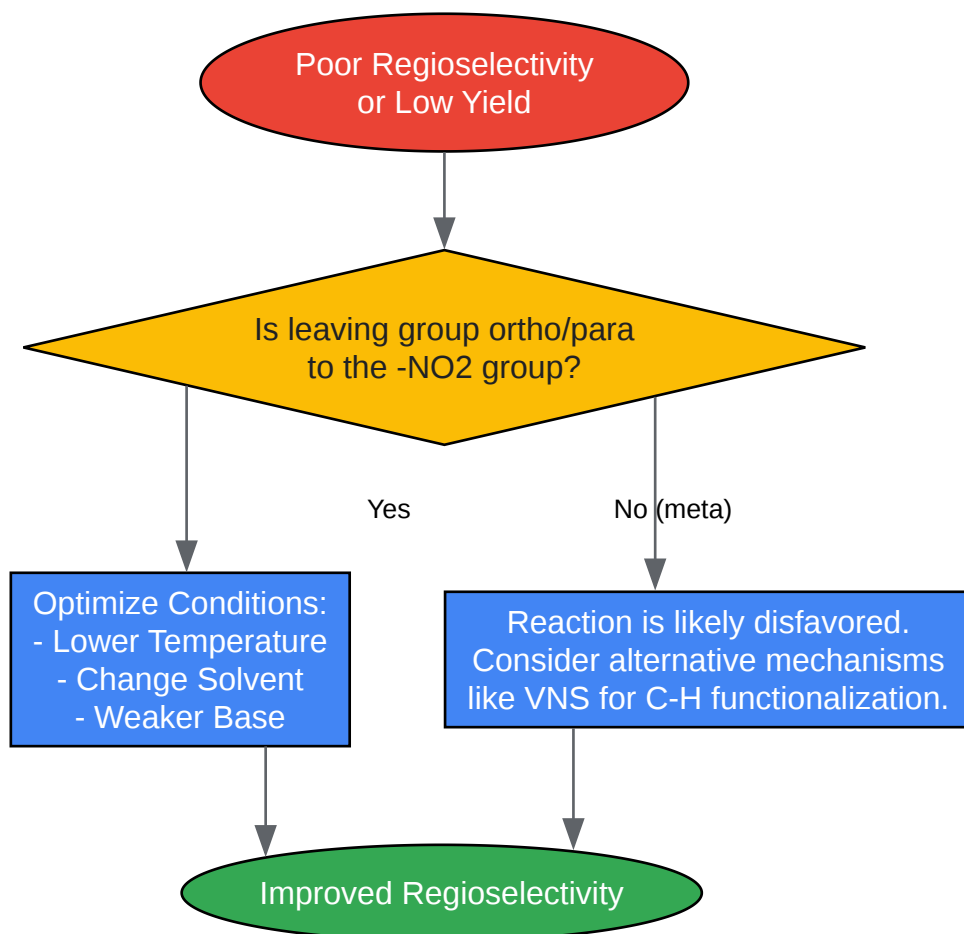 Poor Regioselectivity
or Low Yield
Is leaving group ortho/para
to the -NO2 group?
Yes
No (meta)
Optimize Conditions:
- Lower Temperature
- Change Solvent
- Weaker Base
Reaction is likely disfavored.
Consider alternative mechanisms
like VNS for C-H functionalization.
Improved Regioselectivity